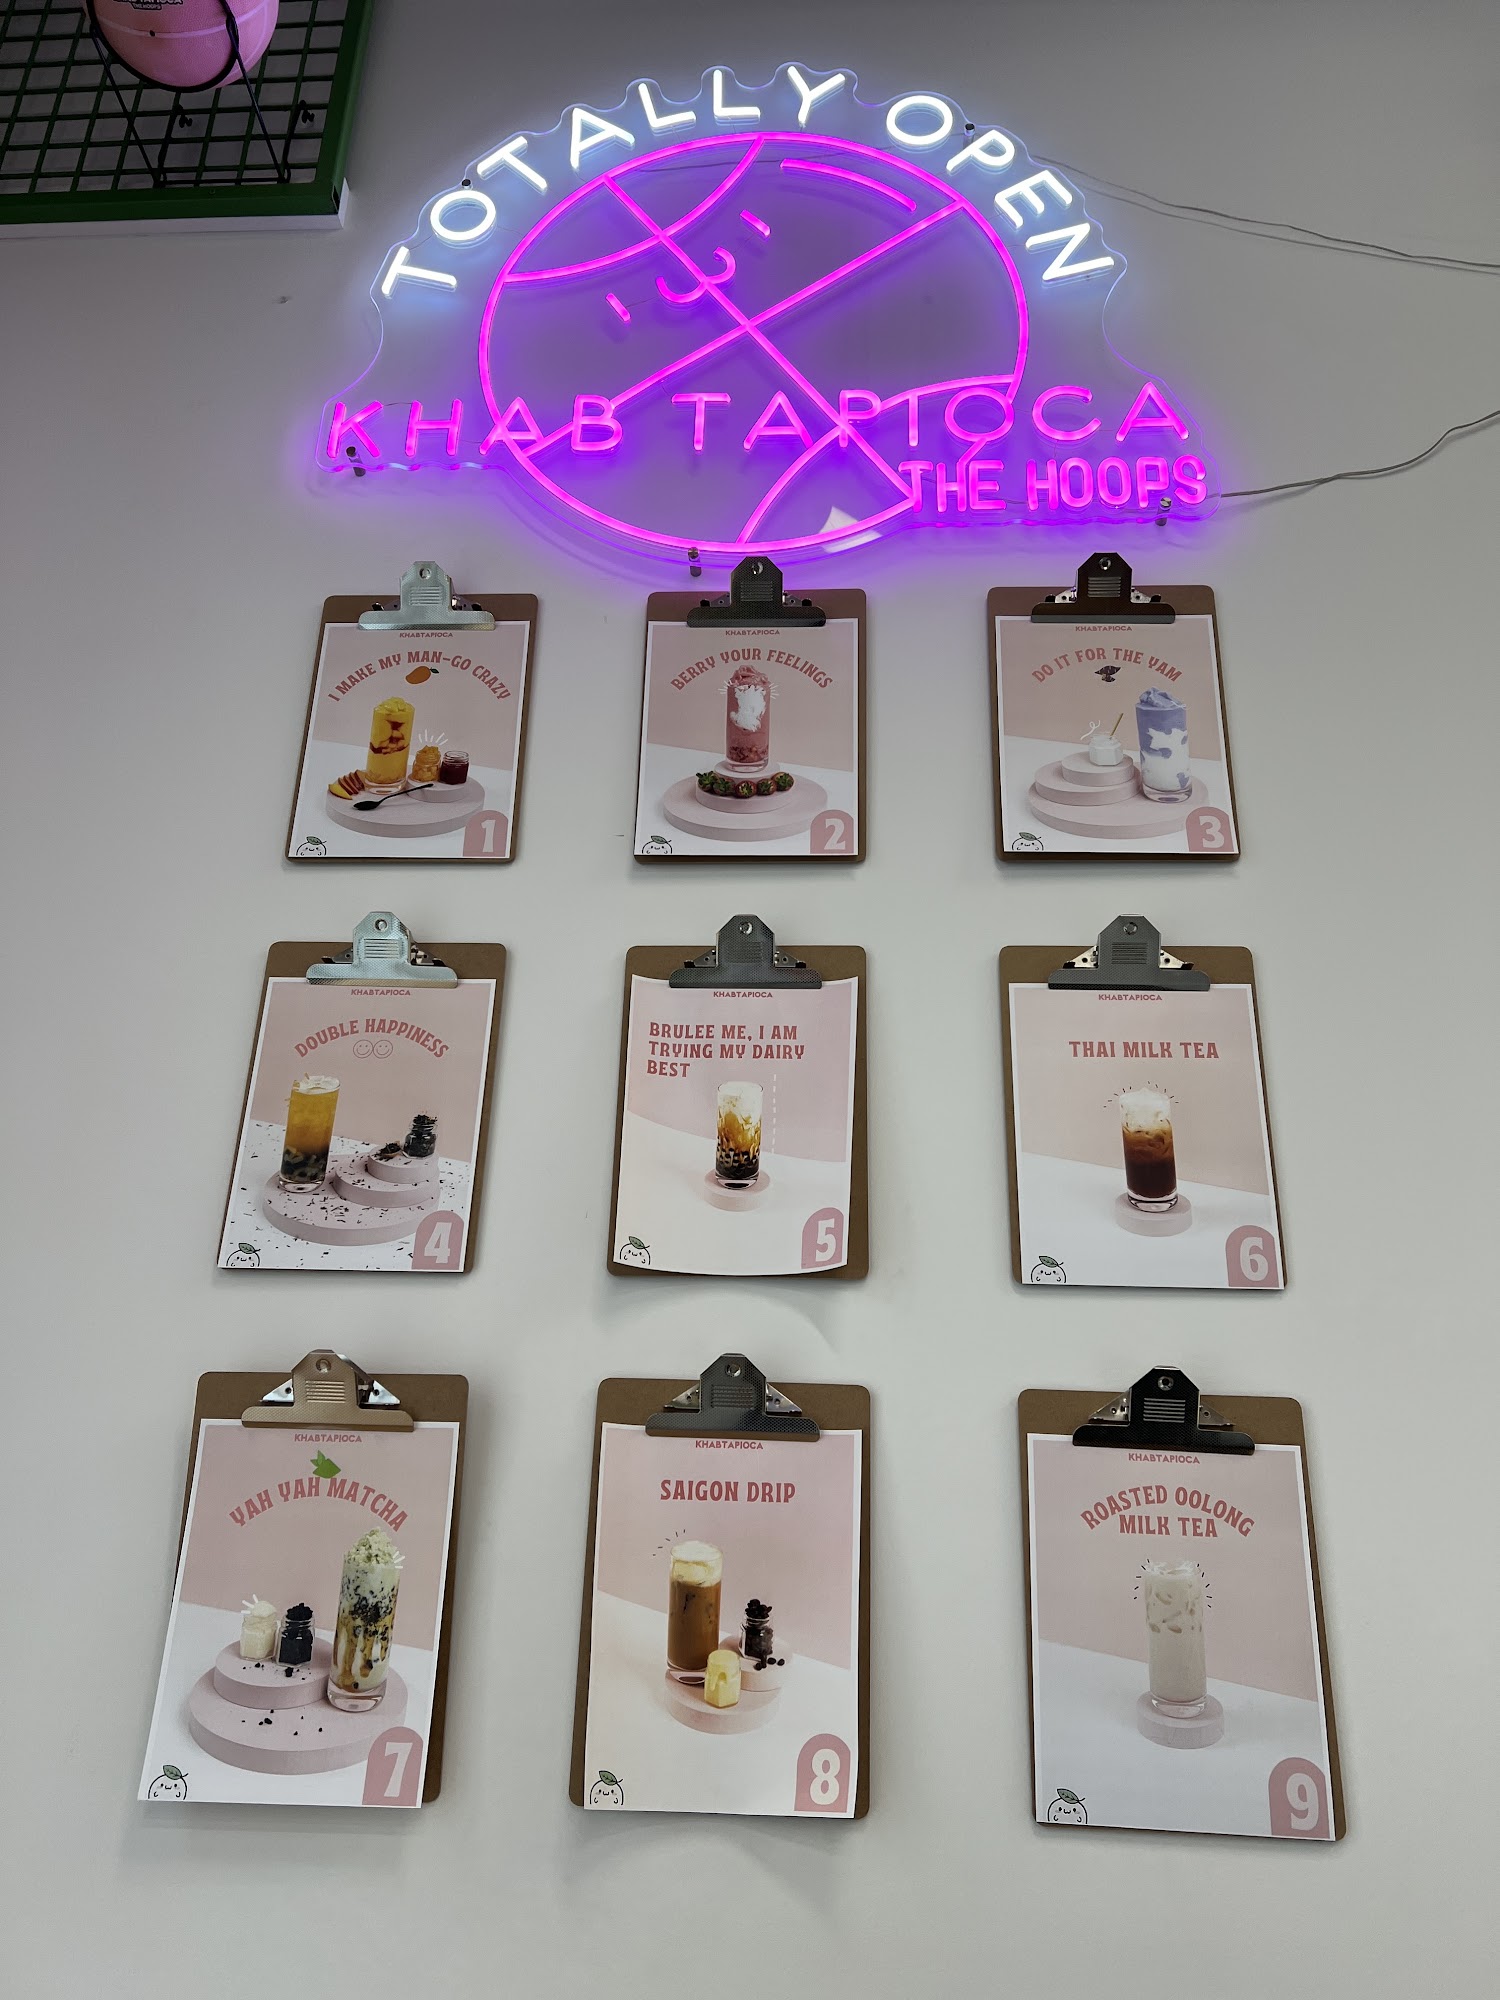 THE HOOPS
TOTALLY OPEN
KHAB TAPIOCA
THE HOOPS
KHABTAPIOCA
I MAKE MY MAN-GO CRAZY
1
KHABTAPIOCA
BERRY YOUR FEELINGS
2
KHABTAPIOCA
DO IT FOR THE YAM
3
KHABTAPIOCA
DOUBLE HAPPINESS
4
KHABTAPIOCA
BRULEE ME, I AM
TRYING MY DAIRY
BEST
5
KHABTAPIOCA
THAI MILK TEA
6
KHABTAPIOCA
YAH YAH MATCHA
7
KHABTAPIOCA
SAIGON DRIP
8
KHABTAPIOCA
ROASTED OOLONG
MILK TEA
9